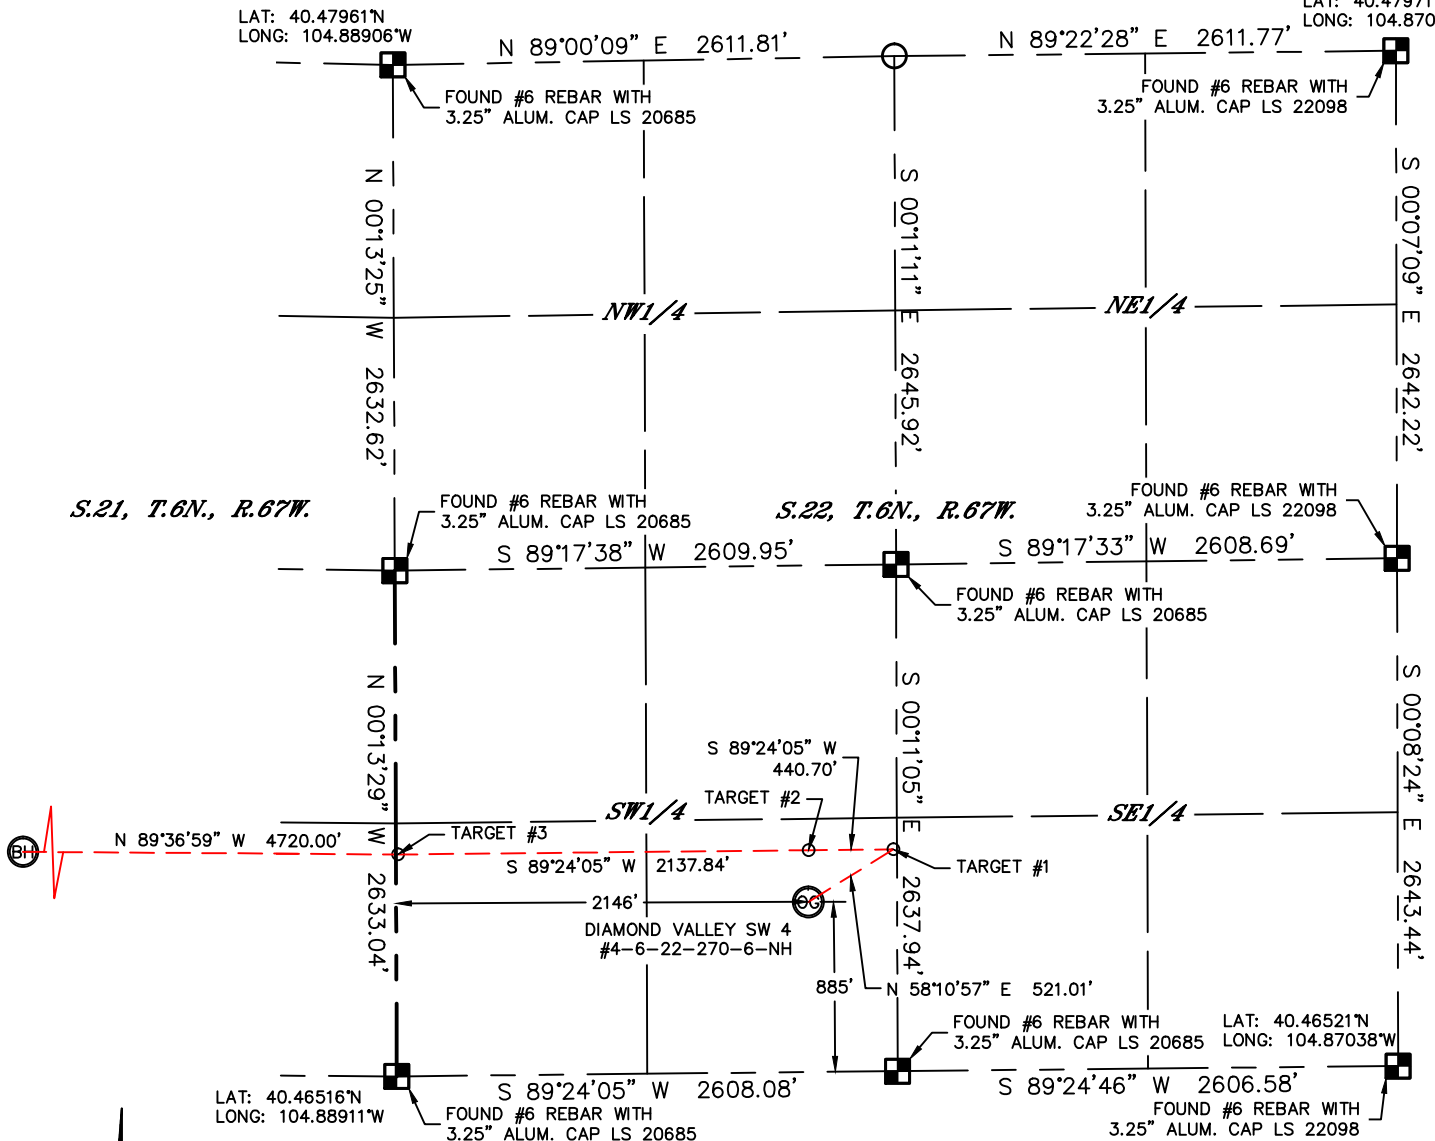 LAT: 40.47961°N
LONG: 104.88906°W
LAT: 40.47971
LONG: 104.870
N 89°00'09" E 2611.81'
N 89°22'28" E 2611.77'
FOUND #6 REBAR WITH
3.25" ALUM. CAP LS 20685
FOUND #6 REBAR WITH
3.25" ALUM. CAP LS 22098
N 00°13'25" W 2632.62'
S 00°11'11" E 2645.92'
S 00°07'09" E 2642.22'
NW1/4
NE1/4
S.21, T.6N., R.67W.
FOUND #6 REBAR WITH
3.25" ALUM. CAP LS 20685
S.22, T.6N., R.67W.
FOUND #6 REBAR WITH
3.25" ALUM. CAP LS 22098
S 89°17'38" W 2609.95'
S 89°17'33" W 2608.69'
FOUND #6 REBAR WITH
3.25" ALUM. CAP LS 20685
N 00°13'29" W 2633.04'
S 00°11'05" E 2637.94'
S 00°08'24" E 2643.44'
S 89°24'05" W
440.70'
TARGET #2
SW1/4
SE1/4
BH
N 89°36'59" W 4720.00'
TARGET #3
S 89°24'05" W 2137.84'
TARGET #1
2146'
OG
DIAMOND VALLEY SW 4
#4-6-22-270-6-NH
885'
N 58°10'57" E 521.01'
FOUND #6 REBAR WITH
3.25" ALUM. CAP LS 20685
LAT: 40.46521°N
LONG: 104.87038°W
S 89°24'05" W 2608.08'
S 89°24'46" W 2606.58'
LAT: 40.46516°N
LONG: 104.88911°W
FOUND #6 REBAR WITH
3.25" ALUM. CAP LS 20685
FOUND #6 REBAR WITH
3.25" ALUM. CAP LS 22098